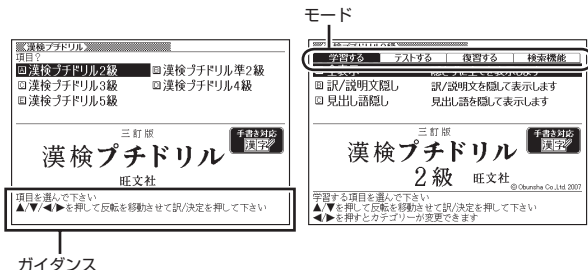 モード
漢検プチドリル
項目?
漢検プチドリル2級 漢検プチドリル準2級
漢検プチドリル3級 漢検プチドリル4級
漢検プチドリル5級
三訂版
手書き対応
漢字
漢検プチドリル
旺文社
項目を選んで下さい
▲/▼/◀/▶を押して反転を移動させて訳/決定を押して下さい
ガイダンス
学習する テストする 復習する 検索機能
訳/説明文隠し 訳/説明文を隠して表示します
見出し語隠し 見出し語を隠して表示します
三訂版
手書き対応
漢字
漢検プチドリル
2級 旺文社
© Obunsha Co.,Ltd. 2007
学習する項目を選んで下さい
▲/▼を押して反転を移動させて訳/決定を押して下さい
◀/▶を押すとカテゴリーが変更できます